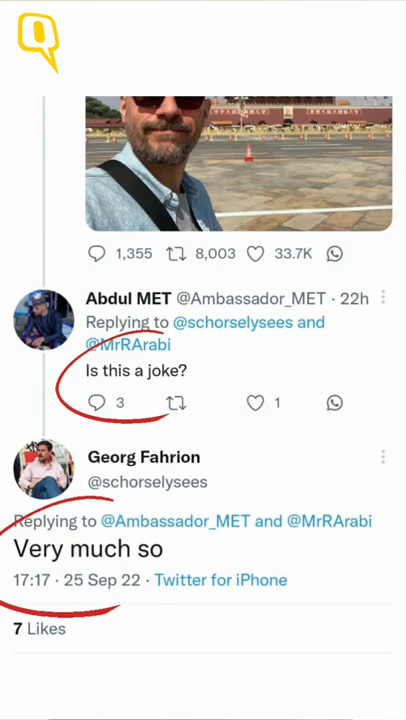 1,355 8,003 33.7K
Abdul MET @Ambassador_MET · 22h
Replying to @schorselysees and
@MrRArabi
Is this a joke?
3 1
Georg Fahrion
@schorselysees
Replying to @Ambassador_MET and @MrRArabi
Very much so
17:17 · 25 Sep 22 · Twitter for iPhone
7 Likes